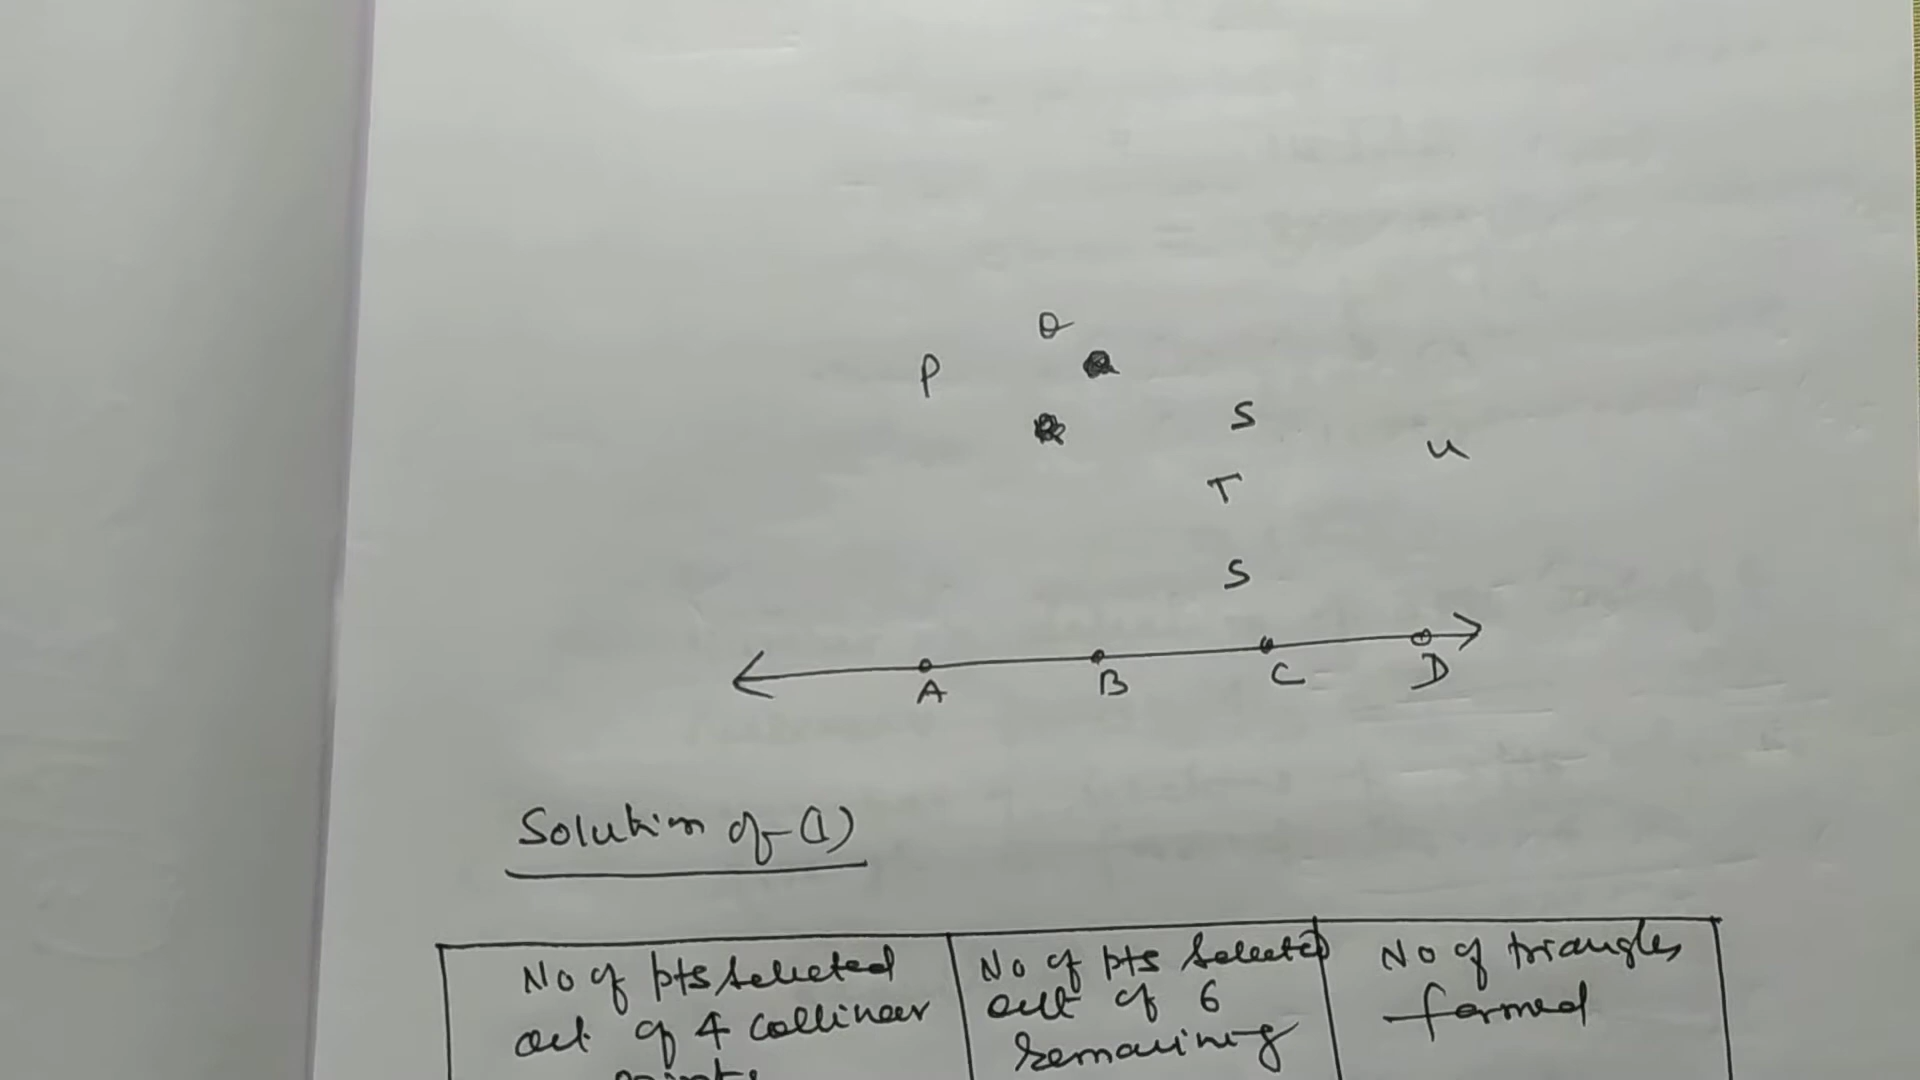 Q
P
S
U
T
S
A B C D
Solution of (1)
No of pts selected out of 4 collinear points
No of pts selected out of 6 remaining
No of triangles formed